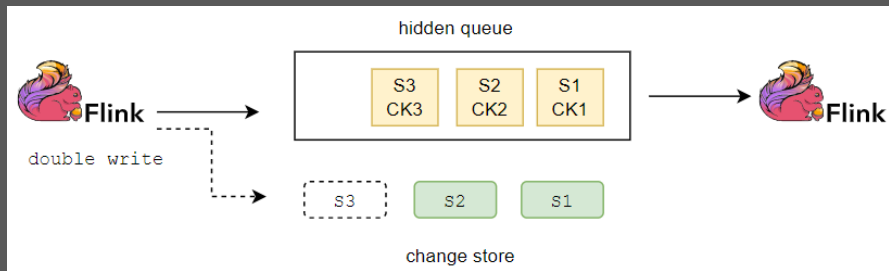 hidden queue
S3
CK3
S2
CK2
S1
CK1
Flink
Flink
double write
S3
S2
S1
change store